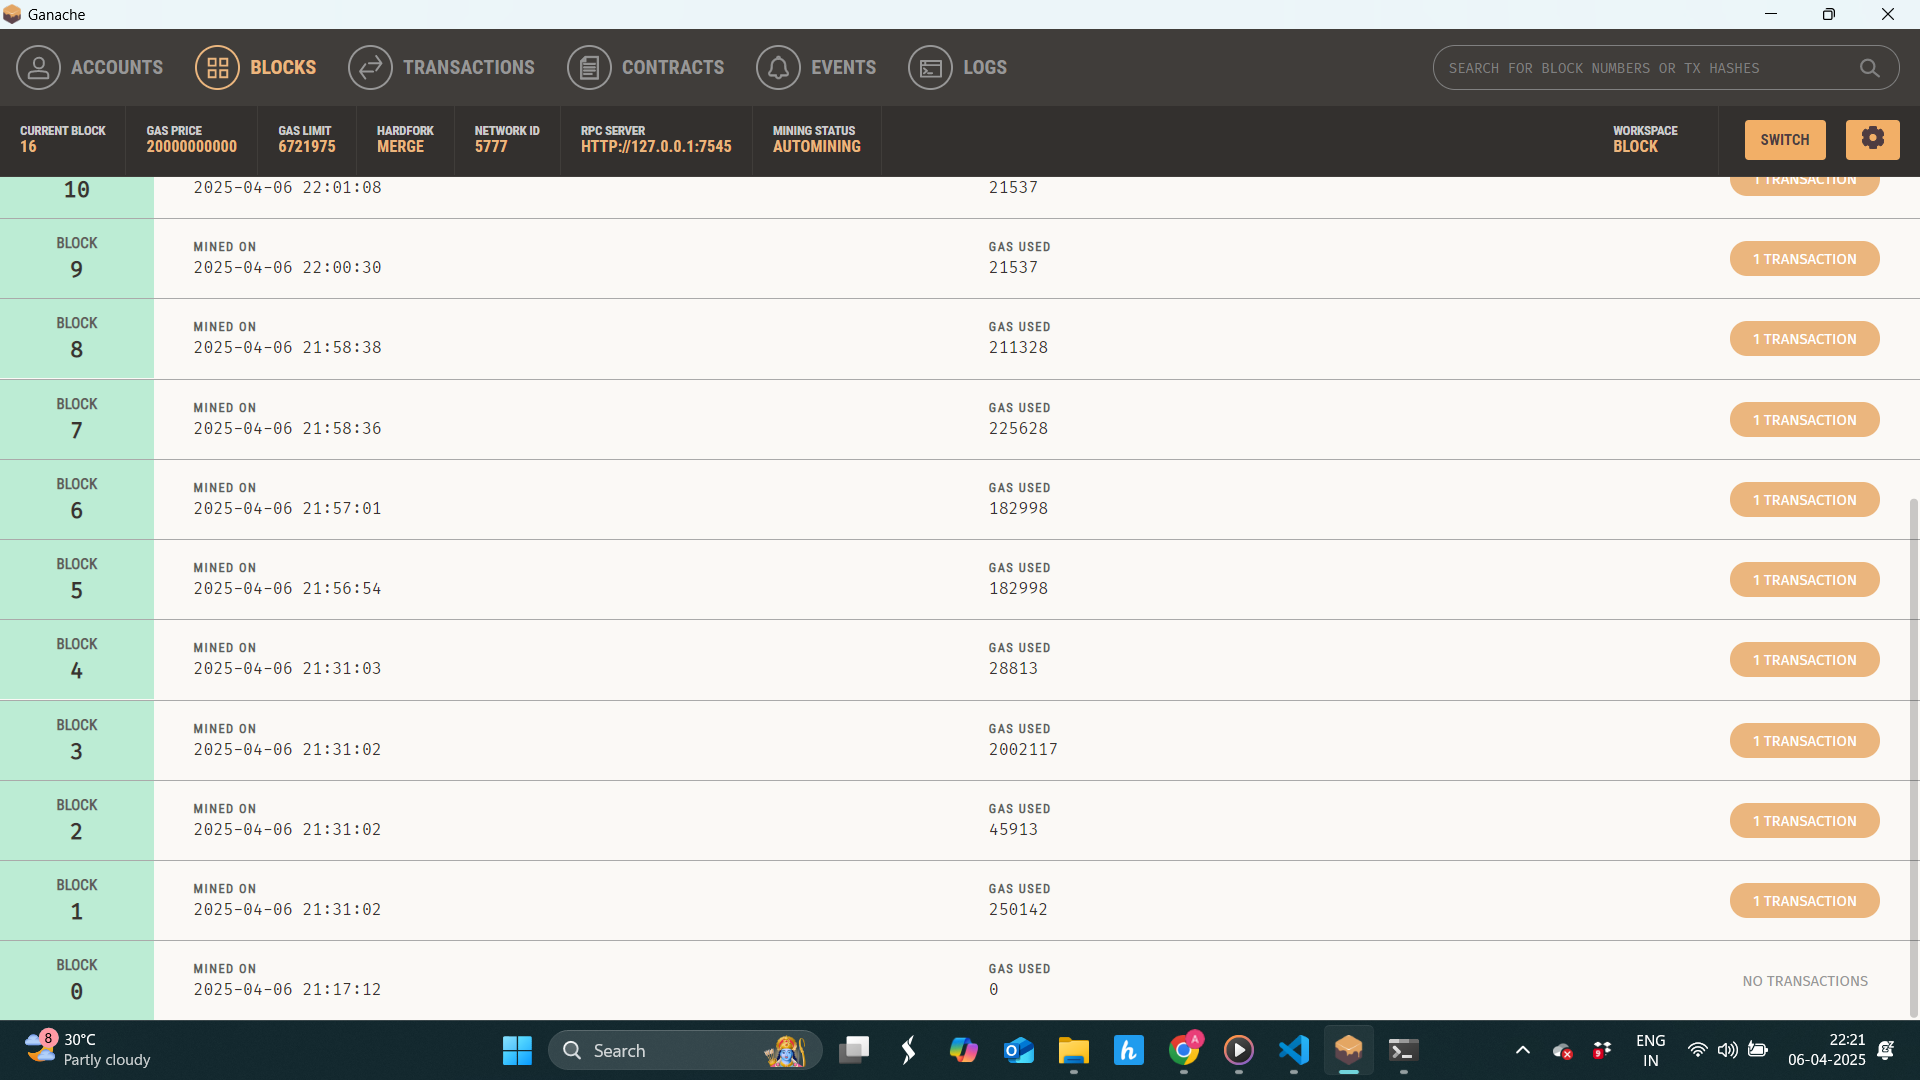 Ganache
ACCOUNTS BLOCKS TRANSACTIONS CONTRACTS EVENTS LOGS SEARCH FOR BLOCK NUMBERS OR TX HASHES
CURRENT BLOCK GAS PRICE GAS LIMIT HARDFORK NETWORK ID RPC SERVER MINING STATUS WORKSPACE
16 20000000000 6721975 MERGE 5777 HTTP://127.0.0.1:7545 AUTOMINING BLOCK SWITCH
10 2025-04-06 22:01:08 21537 1 TRANSACTION
BLOCK MINED ON GAS USED
9 2025-04-06 22:00:30 21537 1 TRANSACTION
BLOCK MINED ON GAS USED
8 2025-04-06 21:58:38 211328 1 TRANSACTION
BLOCK MINED ON GAS USED
7 2025-04-06 21:58:36 225628 1 TRANSACTION
BLOCK MINED ON GAS USED
6 2025-04-06 21:57:01 182998 1 TRANSACTION
BLOCK MINED ON GAS USED
5 2025-04-06 21:56:54 182998 1 TRANSACTION
BLOCK MINED ON GAS USED
4 2025-04-06 21:31:03 28813 1 TRANSACTION
BLOCK MINED ON GAS USED
3 2025-04-06 21:31:02 2002117 1 TRANSACTION
BLOCK MINED ON GAS USED
2 2025-04-06 21:31:02 45913 1 TRANSACTION
BLOCK MINED ON GAS USED
1 2025-04-06 21:31:02 250142 1 TRANSACTION
BLOCK MINED ON GAS USED
0 2025-04-06 21:17:12 0 NO TRANSACTIONS
8 30°C Search A 9 ENG 22:21
Partly cloudy IN 06-04-2025